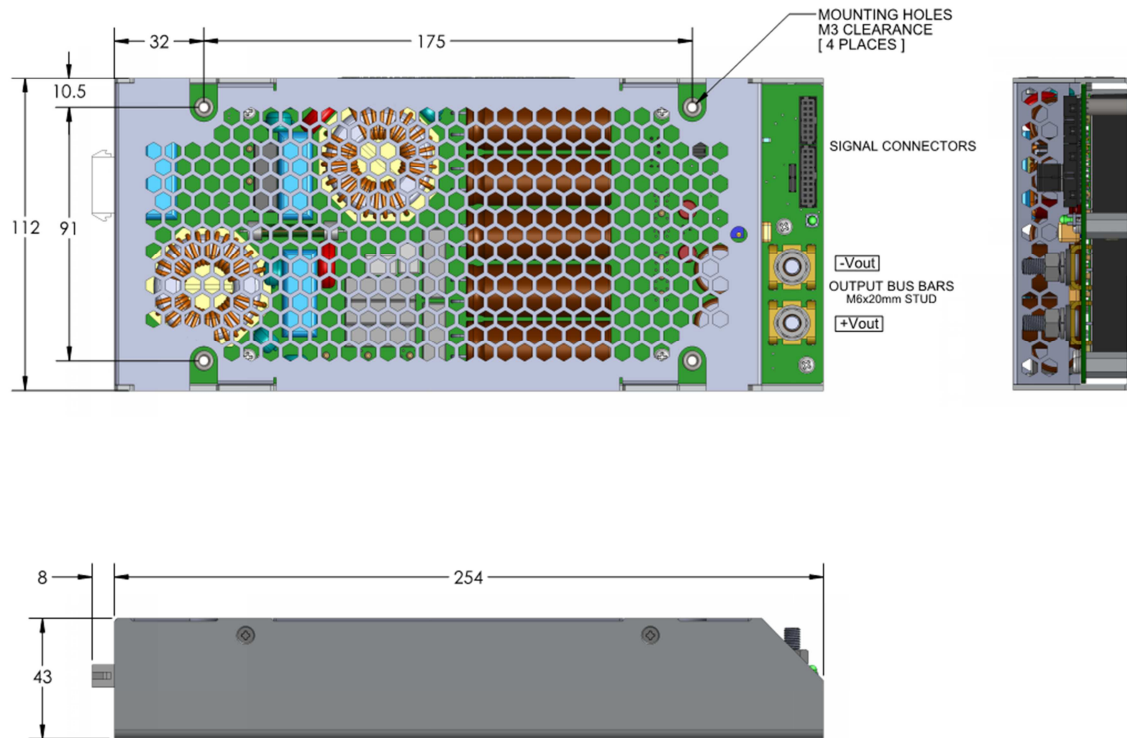 32
175
MOUNTING HOLES
M3 CLEARANCE
[ 4 PLACES ]
10.5
SIGNAL CONNECTORS
112
91
-Vout
OUTPUT BUS BARS
M6x20mm STUD
+Vout
8
254
43